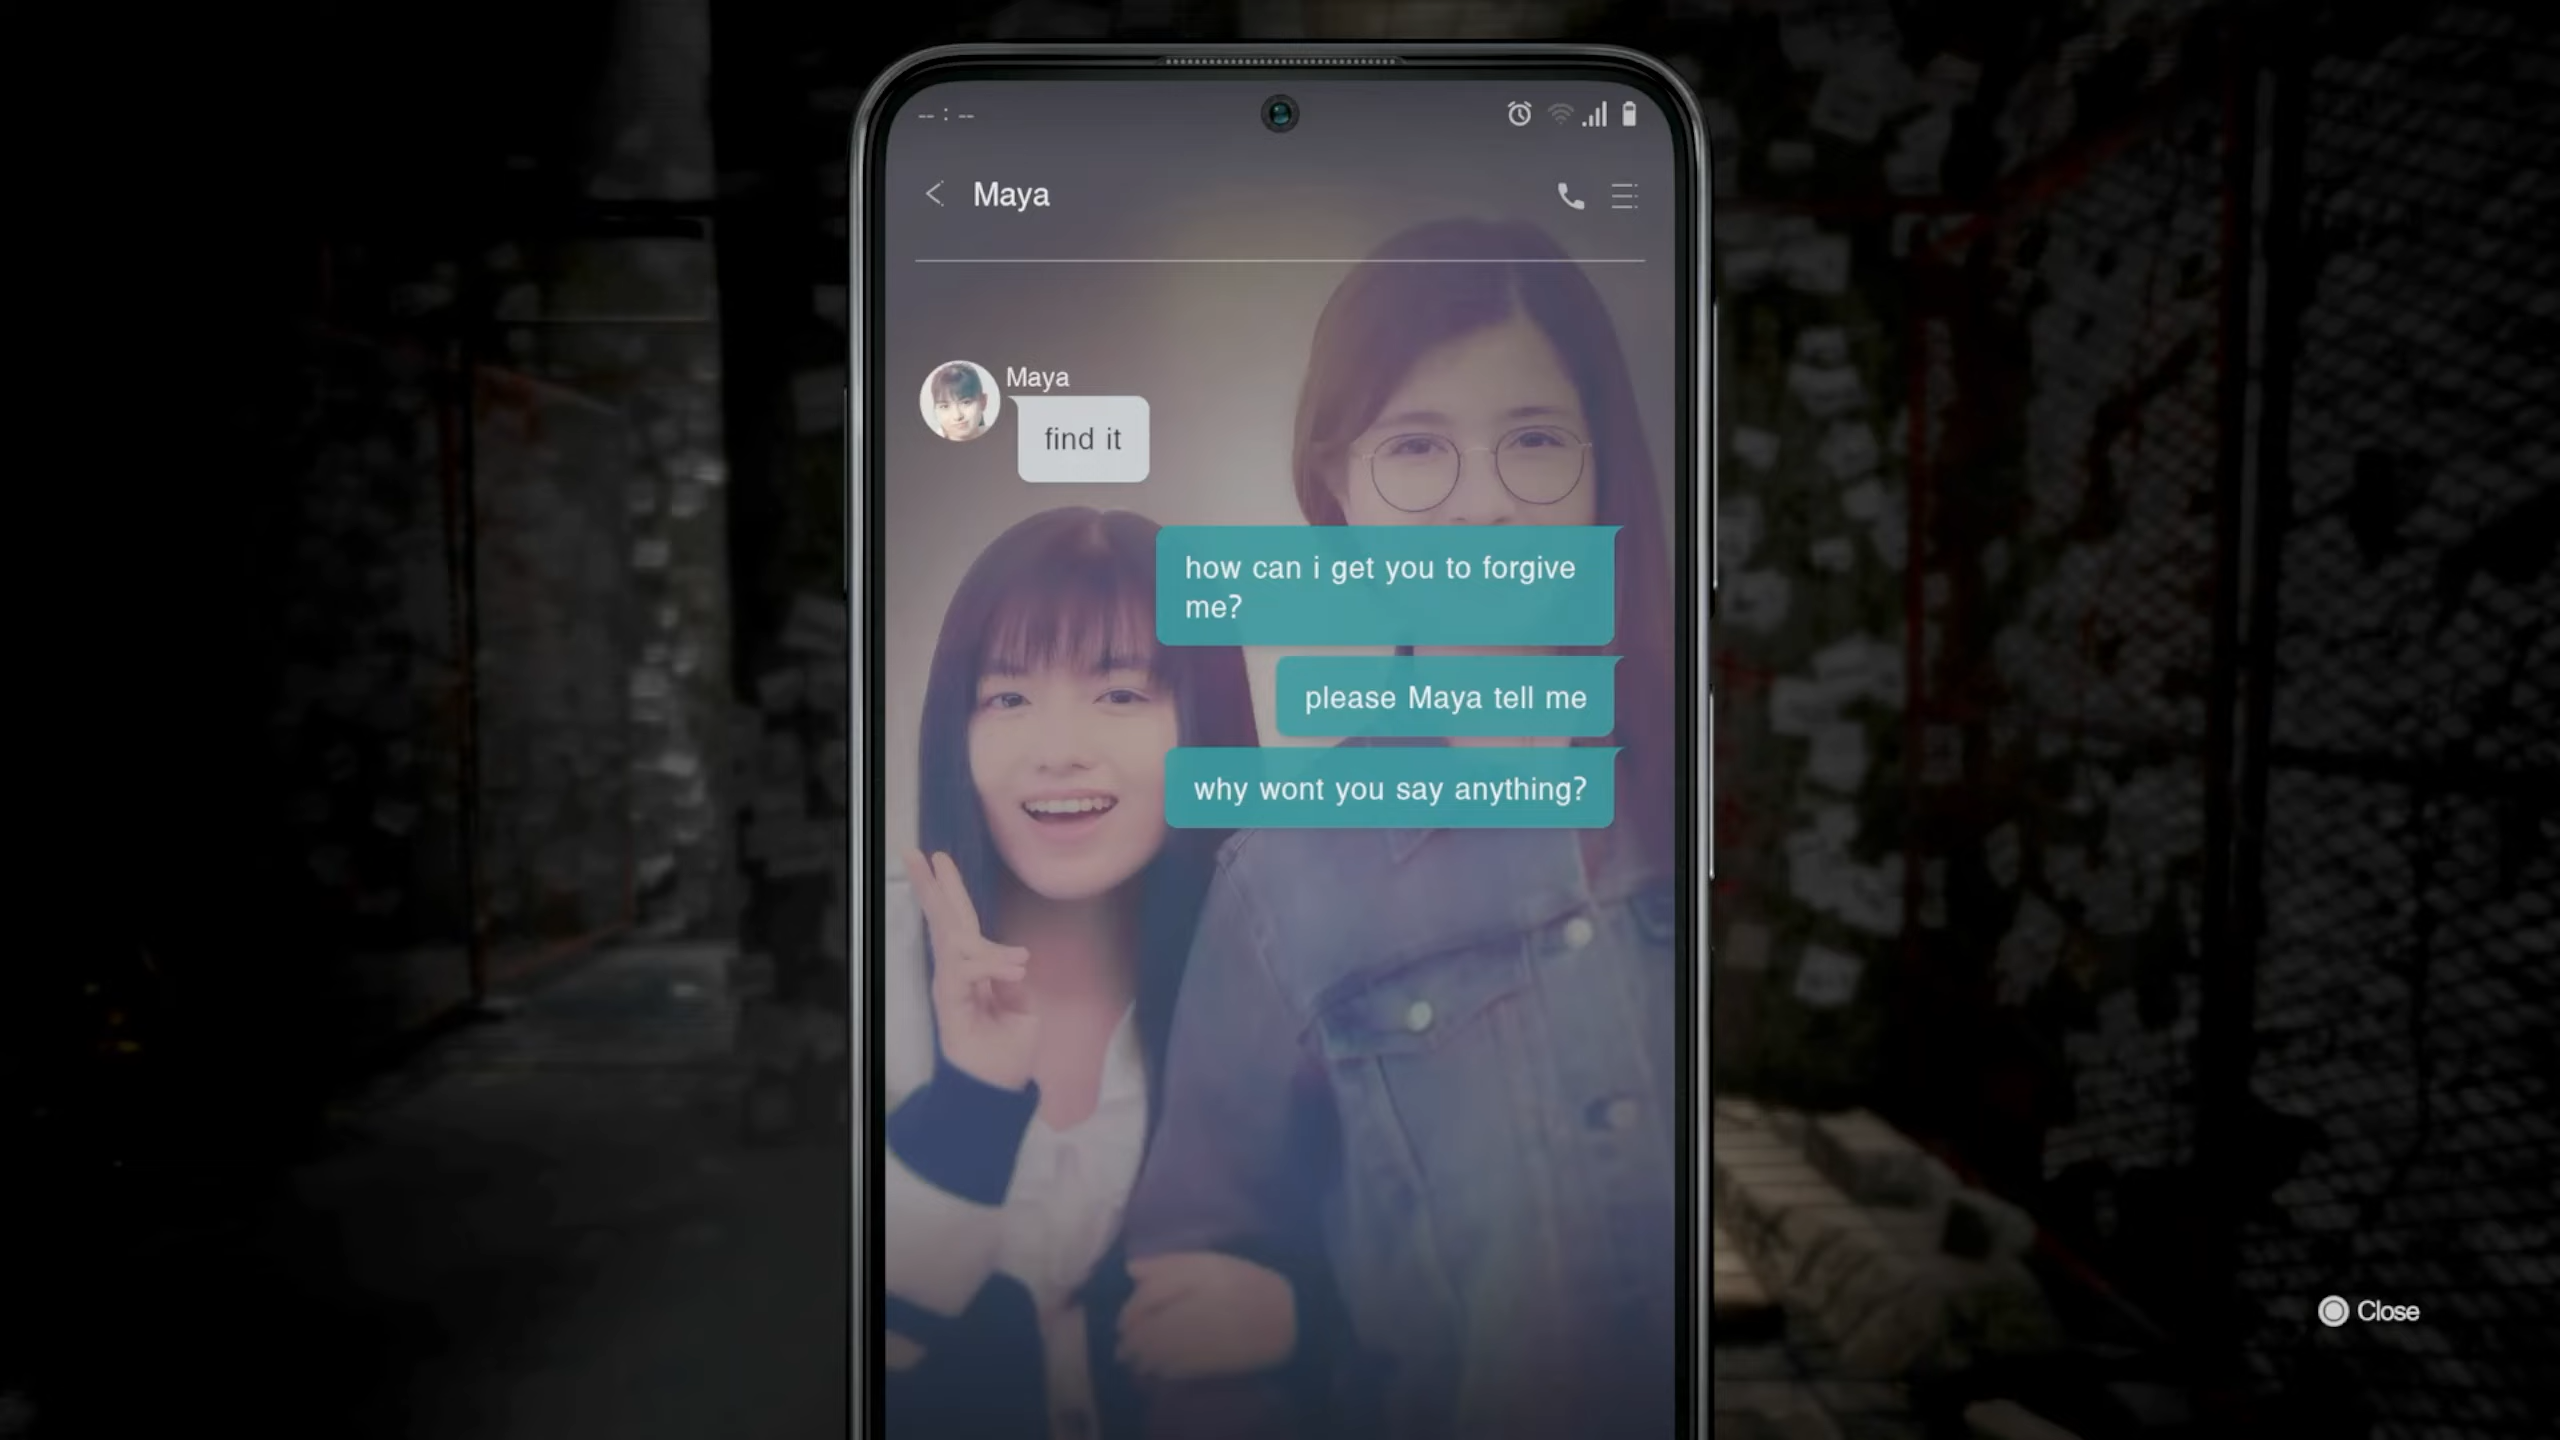 -- : --
Maya
Maya
find it
how can i get you to forgive
me?
please Maya tell me
why wont you say anything?
Close